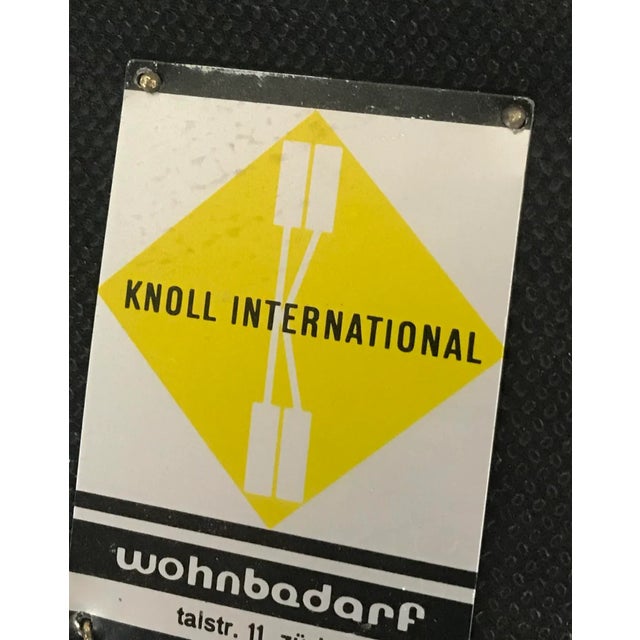 KNOLL INTERNATIONAL
wohnbedarf
talstr. 11